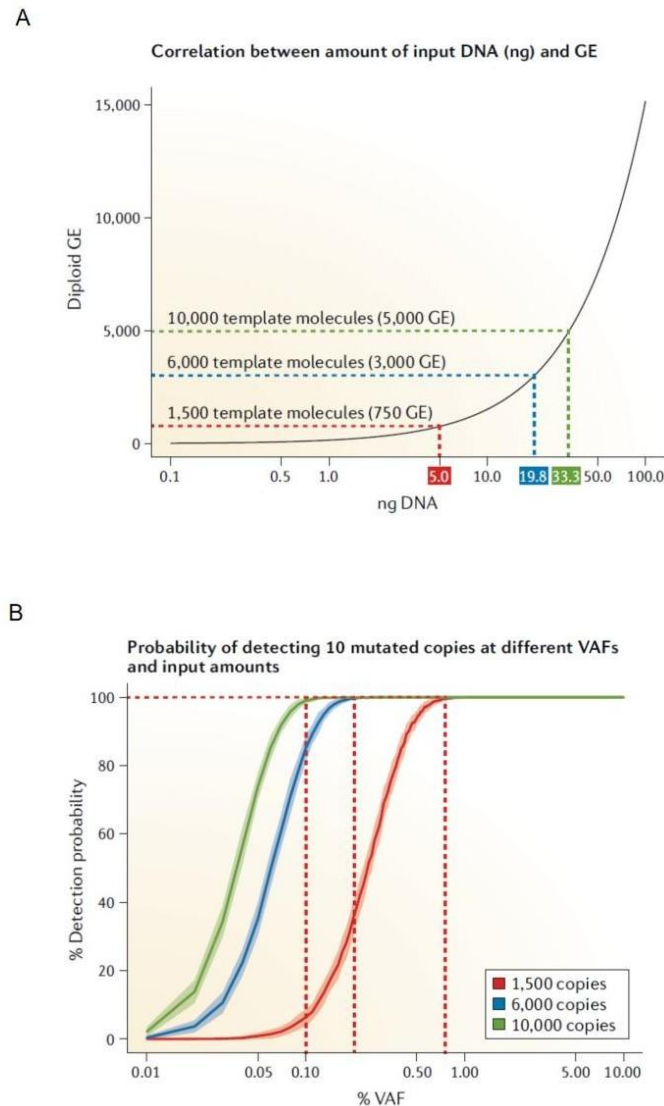 A
Correlation between amount of input DNA (ng) and GE
15,000
10,000
5,000
0
Diploid GE
10,000 template molecules (5,000 GE)
6,000 template molecules (3,000 GE)
1,500 template molecules (750 GE)
0.1 0.5 1.0 5.0 10.0 19.8 33.3 50.0 100.0
ng DNA
B
Probability of detecting 10 mutated copies at different VAFs
and input amounts
100
80
60
40
20
0
% Detection probability
1,500 copies
6,000 copies
10,000 copies
0.01 0.05 0.10 0.50 1.00 5.00 10.00
% VAF